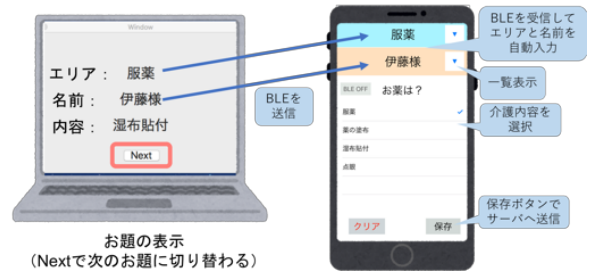 Window
エリア： 服薬
名前： 伊藤様
内容： 湿布貼付
Next
お題の表示
（Nextで次のお題に切り替わる）
BLEを
送信
服薬
伊藤様
BLE OFF お薬は？
服薬
薬の塗布
湿布貼付
点眼
クリア 保存
BLEを受信して
エリアと名前を
自動入力
一覧表示
介護内容を
選択
保存ボタンで
サーバへ送信